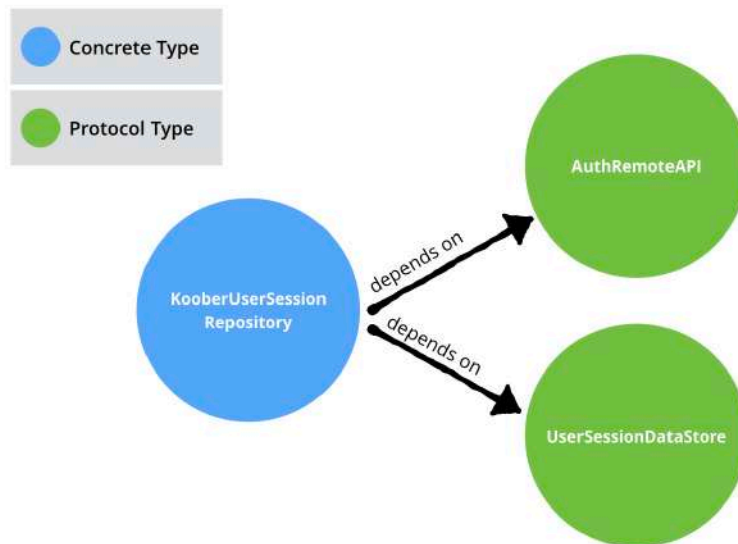 Concrete Type
Protocol Type
AuthRemoteAPI
depends on
KooberUserSession
Repository
depends on
UserSessionDataStore